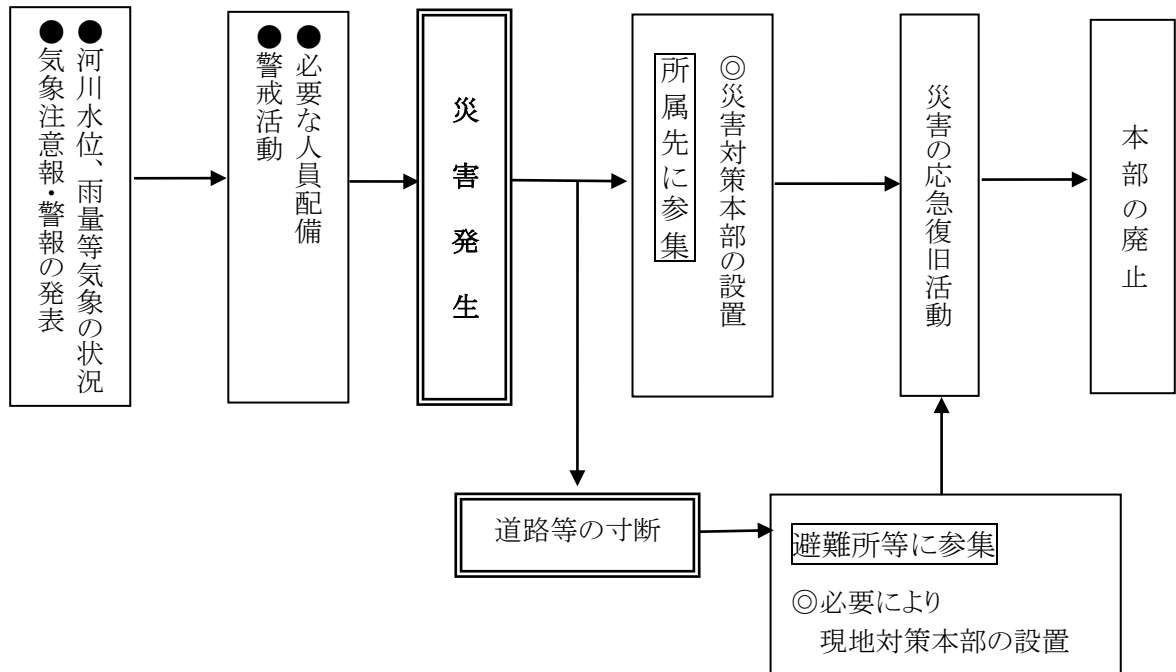 ●河川水位、雨量等気象の状況
●気象注意報・警報の発表
●必要な人員配備
●警戒活動
災害発生
◎災害対策本部の設置
所属先に参集
災害の応急復旧活動
本部の廃止
道路等の寸断
避難所等に参集
◎必要により
現地対策本部の設置